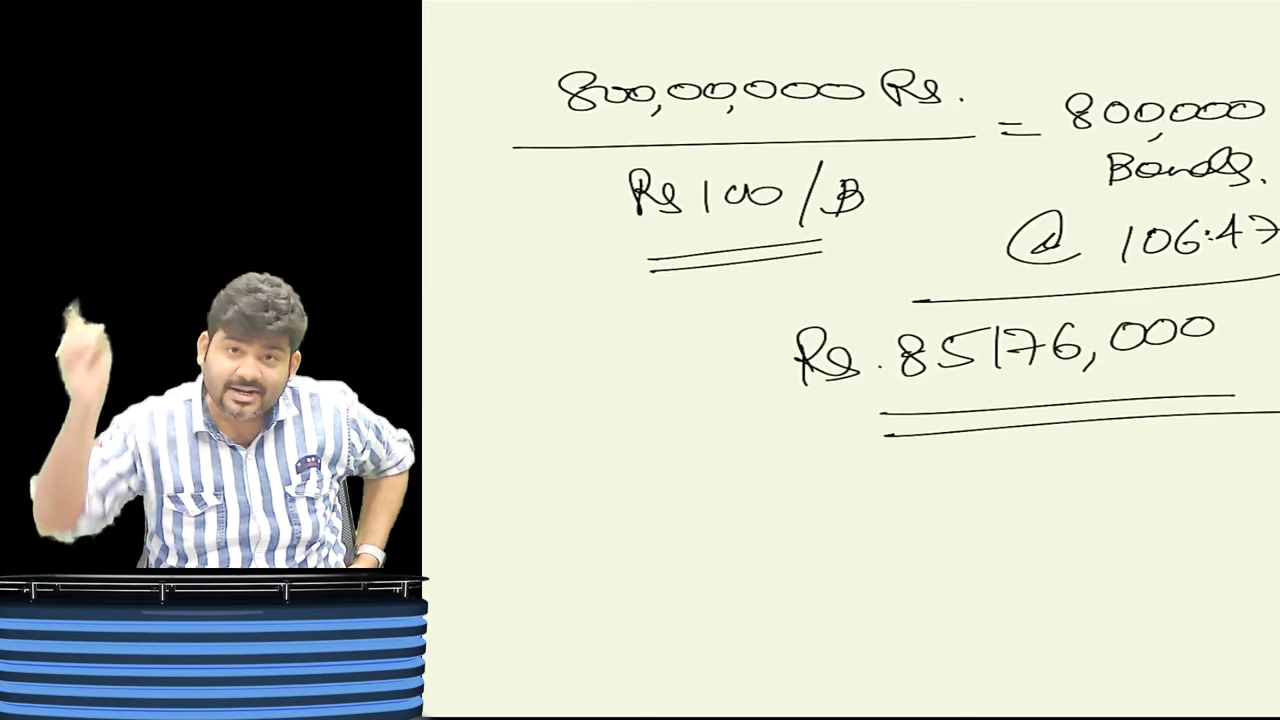 800,00,000 Rs.
Rs 100 / B
= 800,000
Bonds.
@ 106.47
Rs. 85176,000